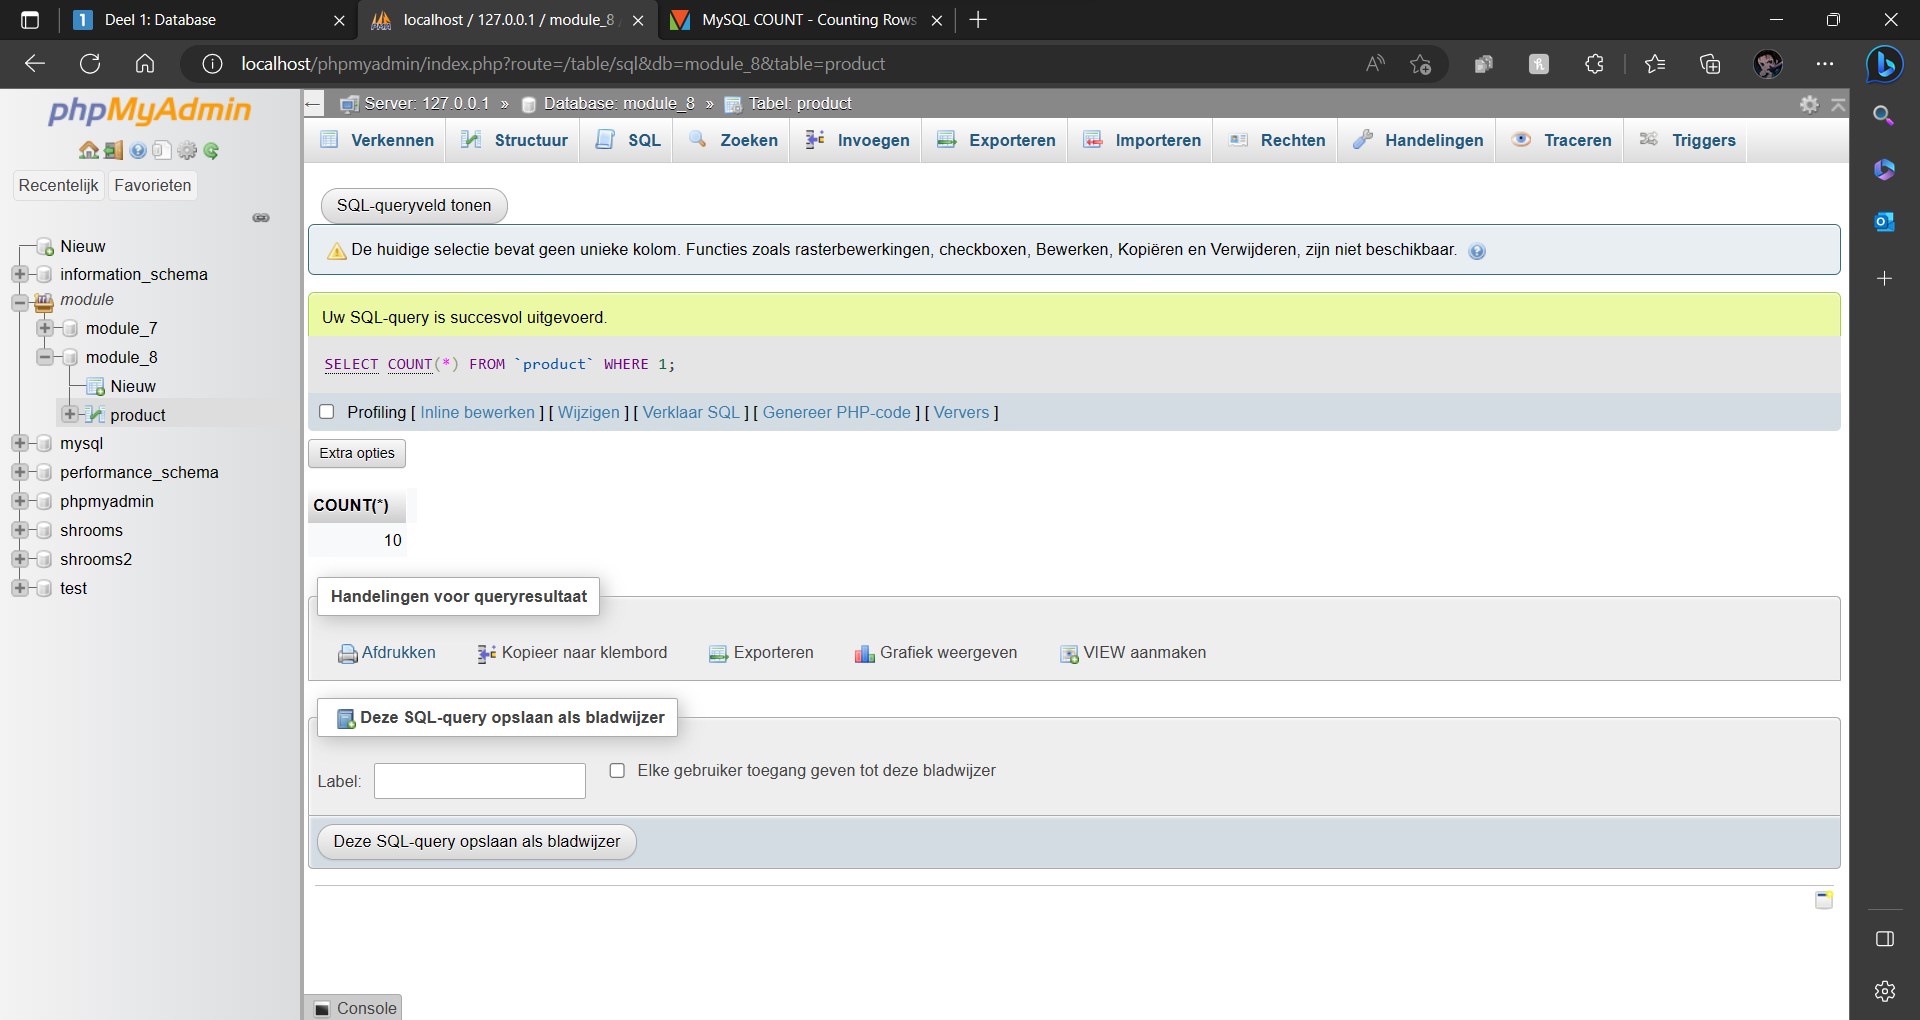 Deel 1: Database
localhost / 127.0.0.1 / module_8 /
MySQL COUNT - Counting Rows
localhost/phpmyadmin/index.php?route=/table/sql&db=module_8&table=product
phpMyAdmin
Recentelijk
Favorieten
Nieuw
information_schema
module
module_7
module_8
Nieuw
product
mysql
performance_schema
phpmyadmin
shrooms
shrooms2
test
Server: 127.0.0.1 » Database: module_8 » Tabel: product
Verkennen
Structuur
SQL
Zoeken
Invoegen
Exporteren
Importeren
Rechten
Handelingen
Traceren
Triggers
SQL-queryveld tonen
De huidige selectie bevat geen unieke kolom. Functies zoals rasterbewerkingen, checkboxen, Bewerken, Kopiëren en Verwijderen, zijn niet beschikbaar.
Uw SQL-query is succesvol uitgevoerd.
SELECT COUNT(*) FROM `product` WHERE 1;
Profiling [ Inline bewerken ] [ Wijzigen ] [ Verklaar SQL ] [ Genereer PHP-code ] [ Ververs ]
Extra opties
COUNT(*)
10
Handelingen voor queryresultaat
Afdrukken
Kopieer naar klembord
Exporteren
Grafiek weergeven
VIEW aanmaken
Deze SQL-query opslaan als bladwijzer
Label:
Elke gebruiker toegang geven tot deze bladwijzer
Deze SQL-query opslaan als bladwijzer
Console